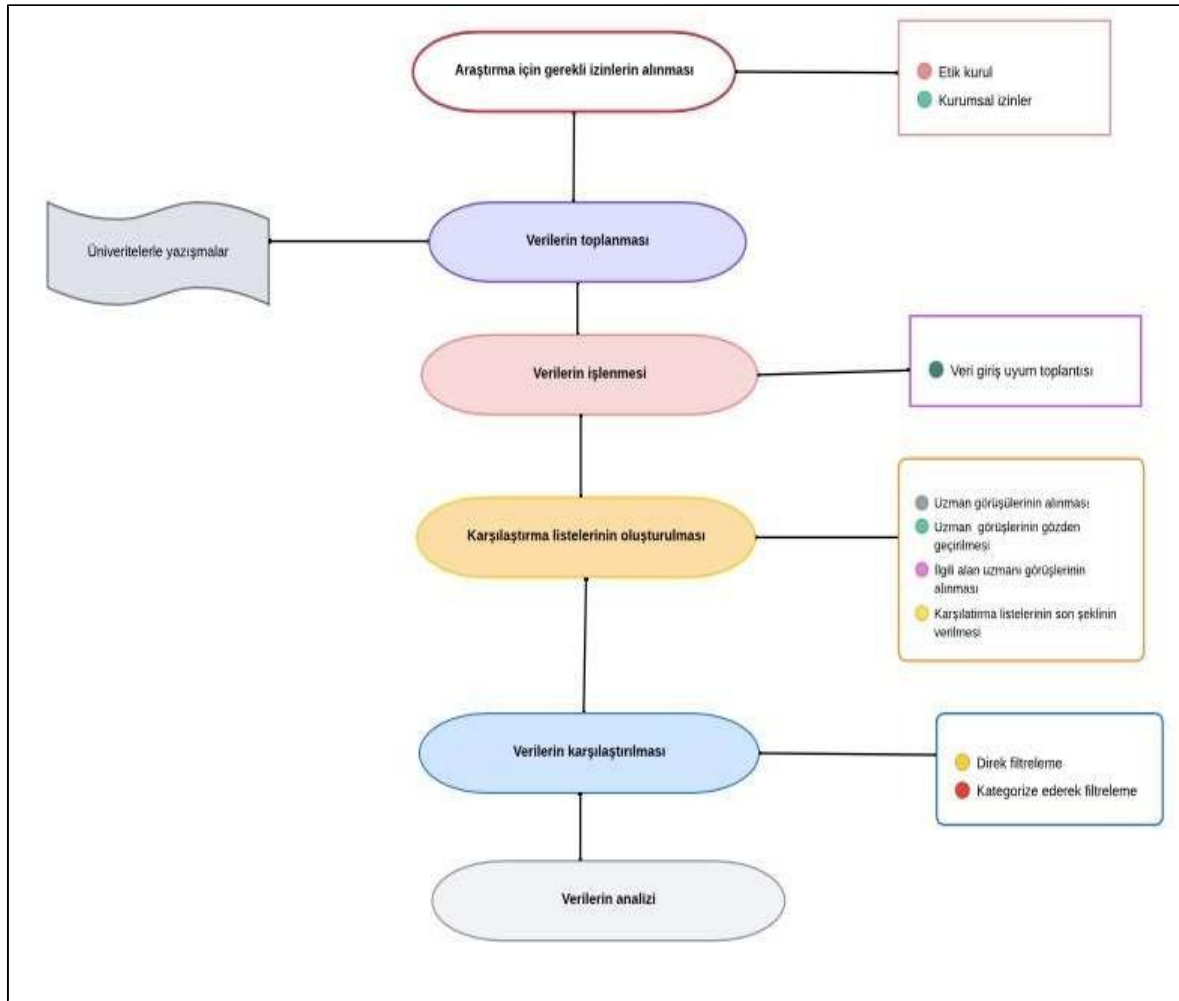 Araştırma için gerekli izinlerin alınması
Etik kurul
Kurumsal izinler
Üniveritelerle yazışmalar
Verilerin toplanması
Verilerin işlenmesi
Veri giriş uyum toplantısı
Karşılaştırma listelerinin oluşturulması
Uzman görüşülerinin alınması
Uzman görüşlerinin gözden
geçirilmesi
İlgili alan uzmanı görüşlerinin
alınması
Karşılatırma listelerinin son şeklinin
verilmesi
Verilerin karşılaştırılması
Direk filtreleme
Kategorize ederek filtreleme
Verilerin analizi